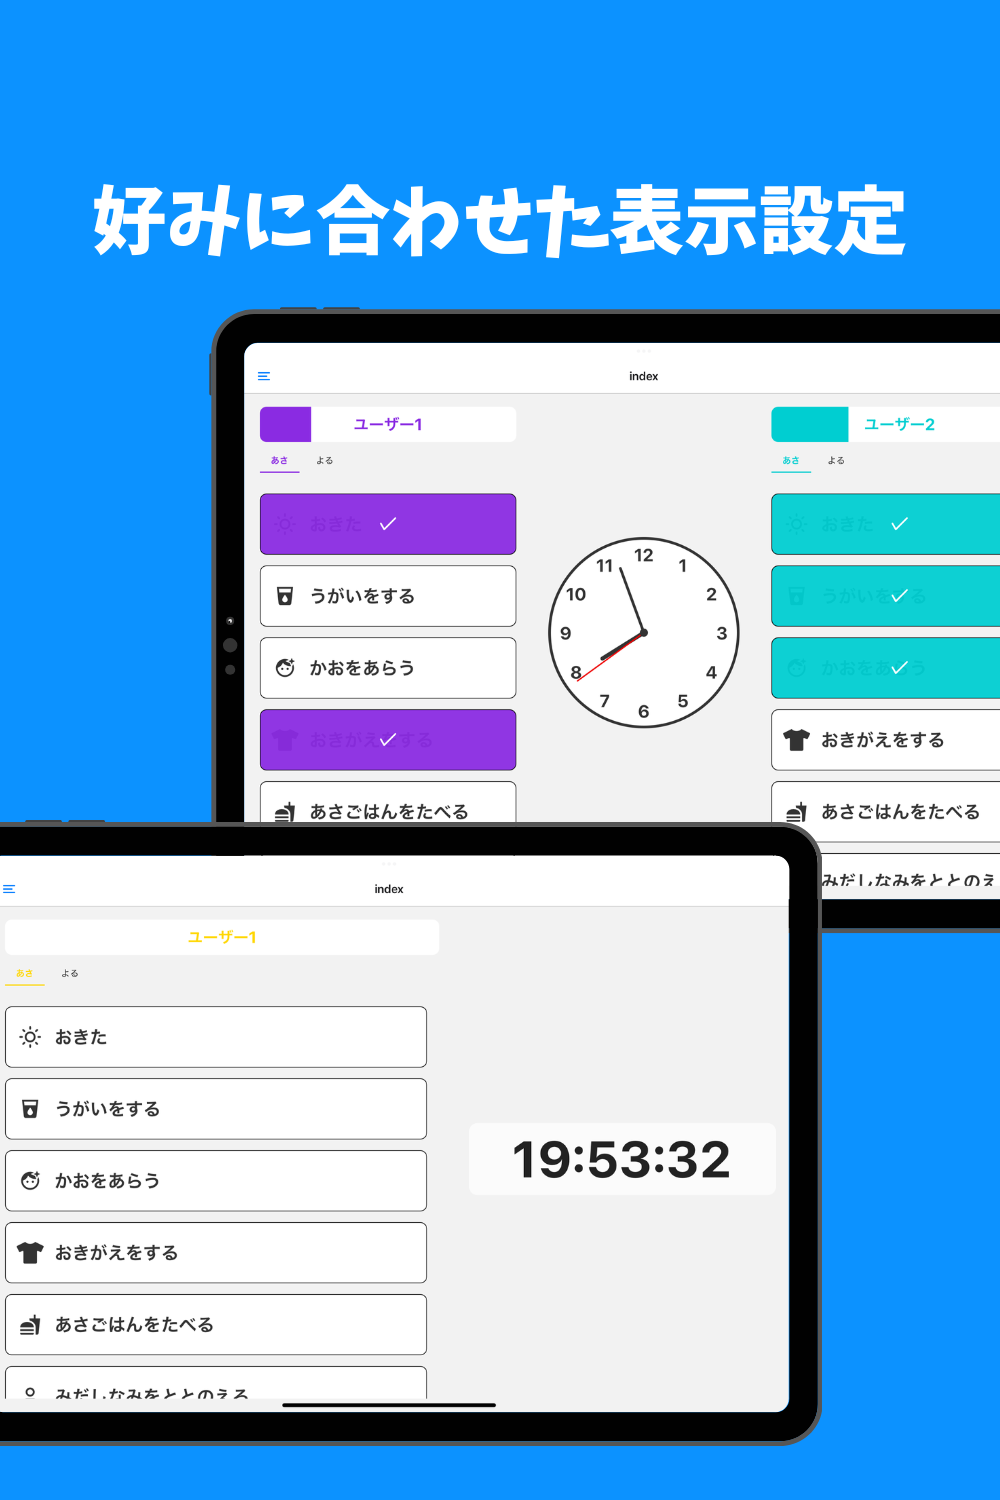 好みに合わせた表示設定
index
ユーザー1
あさ よる
おきた
うがいをする
かおをあらう
おきがえをする
あさごはんをたべる
12
1
2
3
4
5
6
7
8
9
10
11
ユーザー2
あさ よる
おきた
うがいをする
かおをあらう
おきがえをする
あさごはんをたべる
みだしなみをととのえ
index
ユーザー1
あさ よる
おきた
うがいをする
かおをあらう
おきがえをする
あさごはんをたべる
みだしなみをととのえる
19:53:32